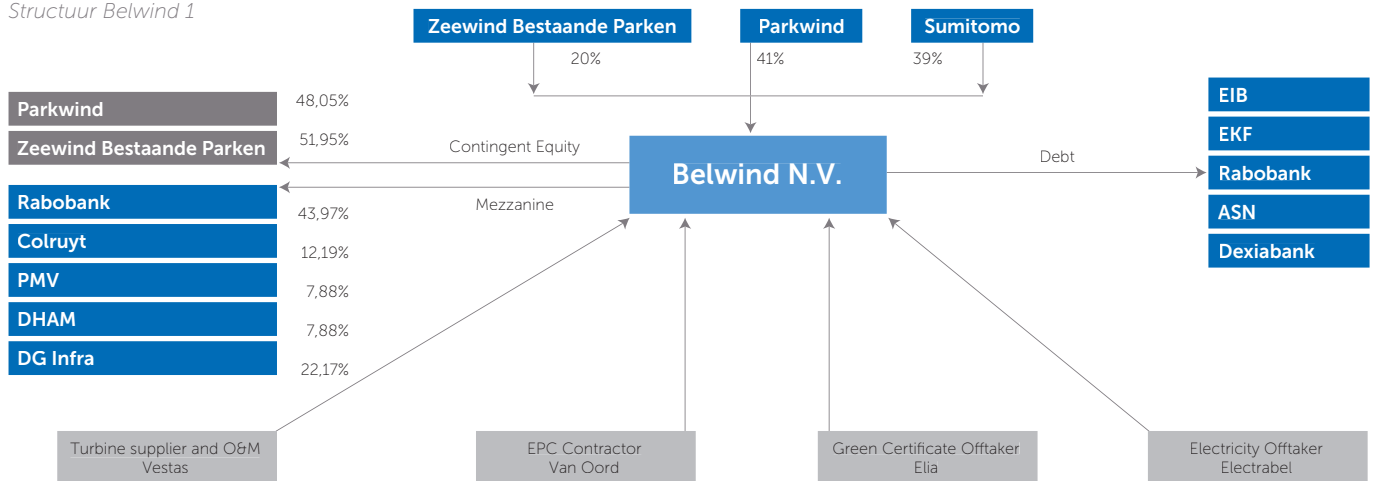 Structuur Belwind 1
Zeewind Bestaande Parken
Parkwind
Sumitomo
20%
41%
39%
Parkwind
48,05%
Zeewind Bestaande Parken
51,95%
Contingent Equity
Mezzanine
Belwind N.V.
Debt
EIB
EKF
Rabobank
ASN
Dexiabank
Rabobank
43,97%
Colruyt
12,19%
PMV
7,88%
DHAM
7,88%
DG Infra
22,17%
Turbine supplier and O&M
Vestas
EPC Contractor
Van Oord
Green Certificate Offtaker
Elia
Electricity Offtaker
Electrabel